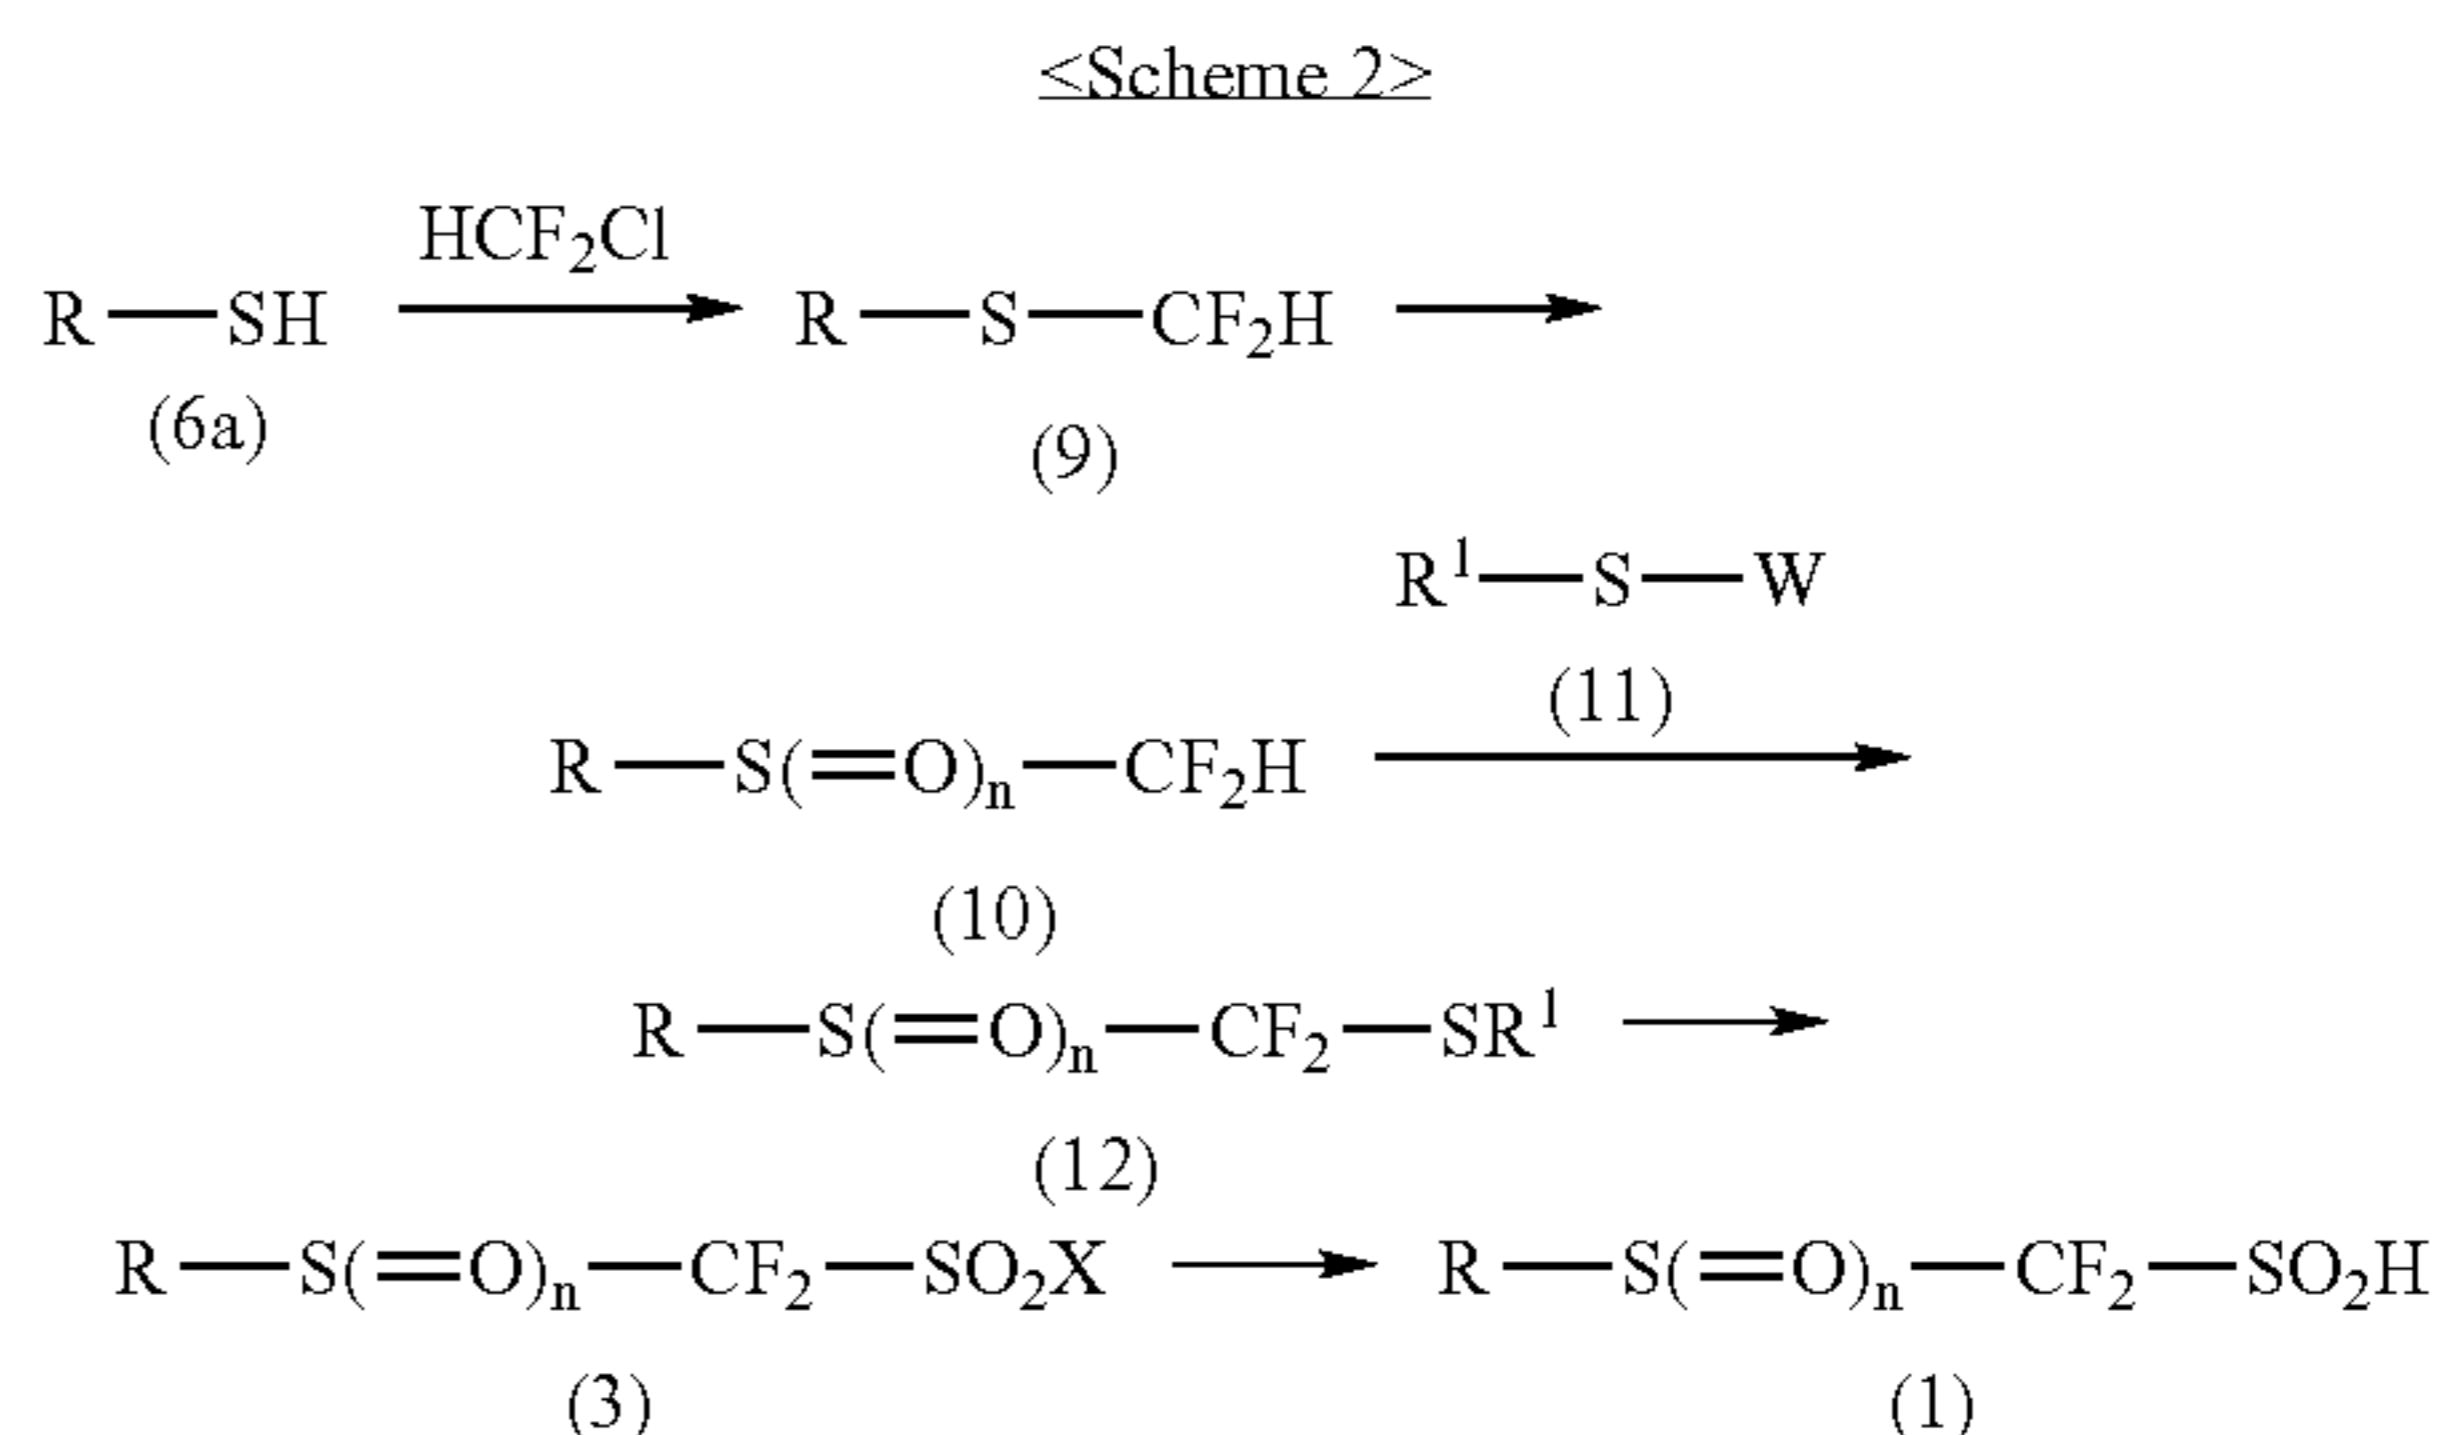 <Scheme 2>
HCF2Cl
R—SH → R—S—CF2H →
(6a) (9)
R1—S—W
(11)
R—S(=O)n—CF2H →
(10)
R—S(=O)n—CF2—SR1 →
(12)
R—S(=O)n—CF2—SO2X → R—S(=O)n—CF2—SO2H
(3) (1)